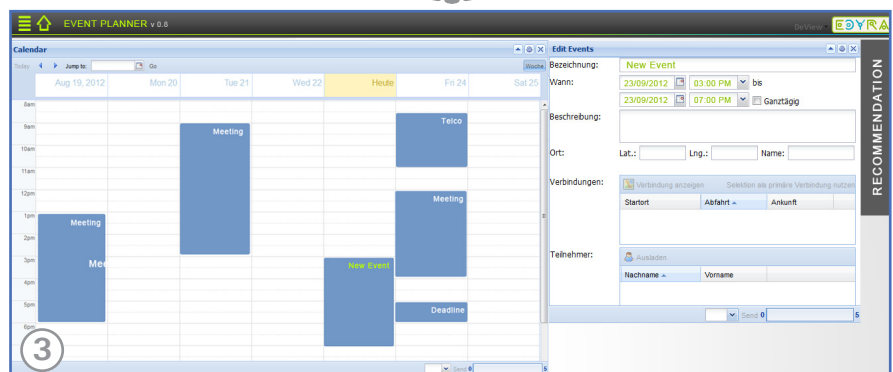 EVENT PLANNER v 0.8
DeView
EDYRA
Calendar
Today Jump to: Go Woche
Aug 19, 2012 Mon 20 Tue 21 Wed 22 Heute Fri 24 Sat 25
8am
9am
10am
11am
12pm
1pm
2pm
3pm
4pm
5pm
6pm
Meeting
Mee
Meeting
New Event
Telco
Meeting
Deadline
Send 0 5
3
Edit Events
Bezeichnung: New Event
Wann: 23/09/2012 03:00 PM bis
23/09/2012 07:00 PM Ganztägig
Beschreibung:
Ort: Lat.: Lng.: Name:
Verbindungen: Verbindung anzeigen Selektion als primäre Verbindung nutzen
Startort Abfahrt Ankunft
Teilnehmer: Ausladen
Nachname Vorname
Send 0 5
RECOMMENDATION